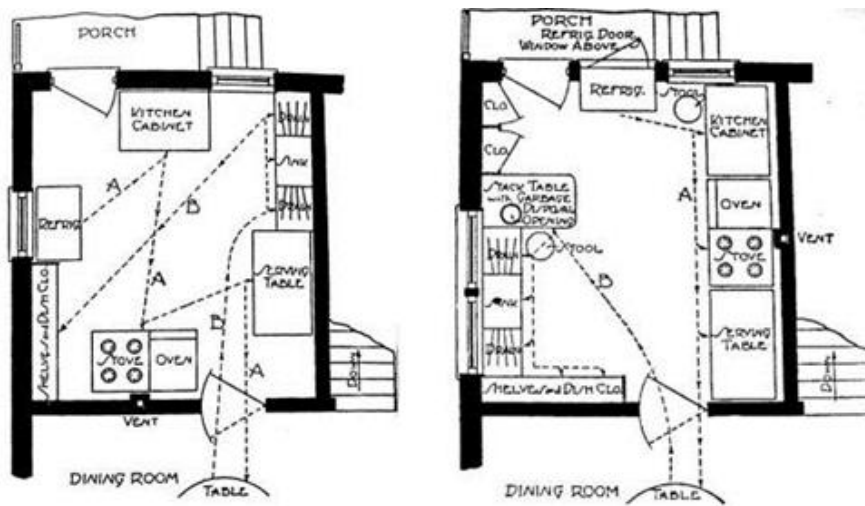 PORCH
KITCHEN
CABINET
DRAIN
SINK
DRAIN
A
B
REFRIG.
A
SERVING
TABLE
B
SHELVES AND DISH CLO.
STOVE
OVEN
A
DOWN
VENT
DINING ROOM
TABLE
PORCH
REFRIG DOOR
WINDOW ABOVE
REFRIG.
STOOL
CLO.
KITCHEN
CABINET
CLO.
STACK TABLE
WITH GARBAGE
DISPOSAL
OPENING
A
OVEN
VENT
STOOL
DRAIN
STOVE
B
SINK
SERVING
TABLE
DRAIN
DOWN
SHELVES AND DISH CLO.
DINING ROOM
TABLE